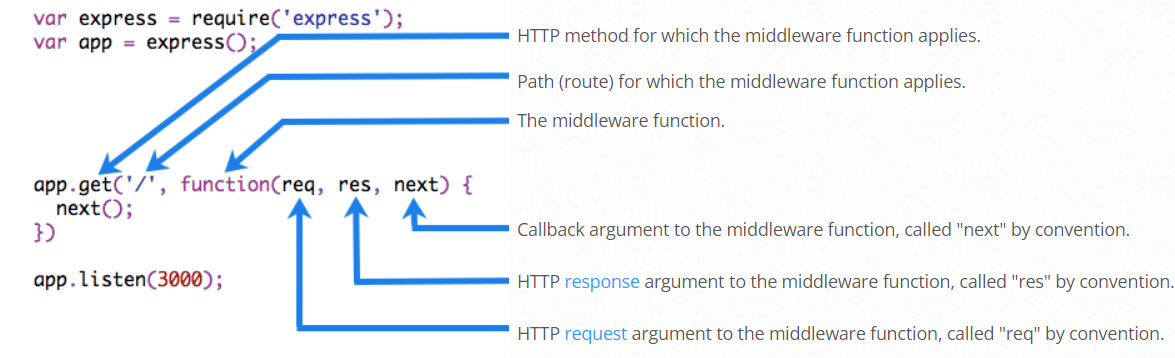 var express = require('express');
var app = express();
HTTP method for which the middleware function applies.
Path (route) for which the middleware function applies.
The middleware function.
app.get('/', function(req, res, next) {
next();
})
app.listen(3000);
Callback argument to the middleware function, called "next" by convention.
HTTP response argument to the middleware function, called "res" by convention.
HTTP request argument to the middleware function, called "req" by convention.